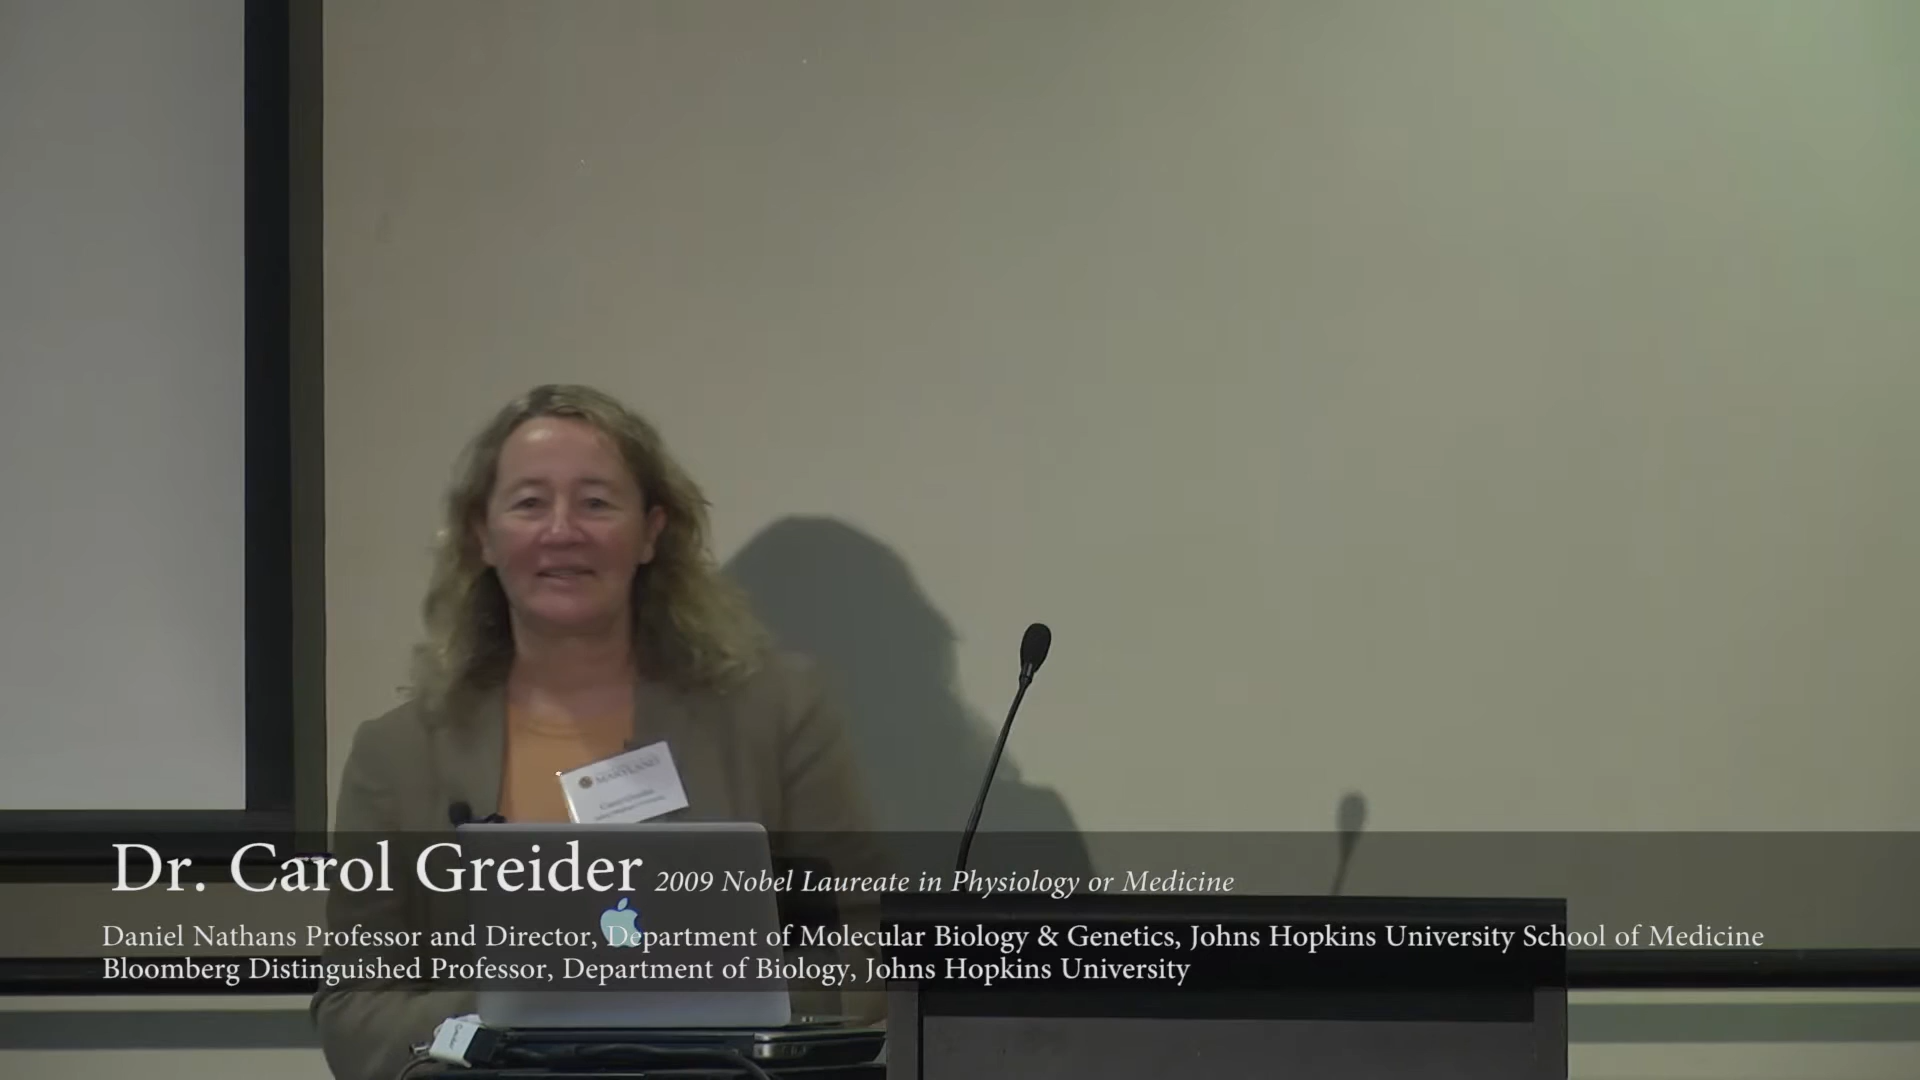 MARYLAND
Dr. Carol Greider 2009 Nobel Laureate in Physiology or Medicine
Daniel Nathans Professor and Director, Department of Molecular Biology & Genetics, Johns Hopkins University School of Medicine
Bloomberg Distinguished Professor, Department of Biology, Johns Hopkins University